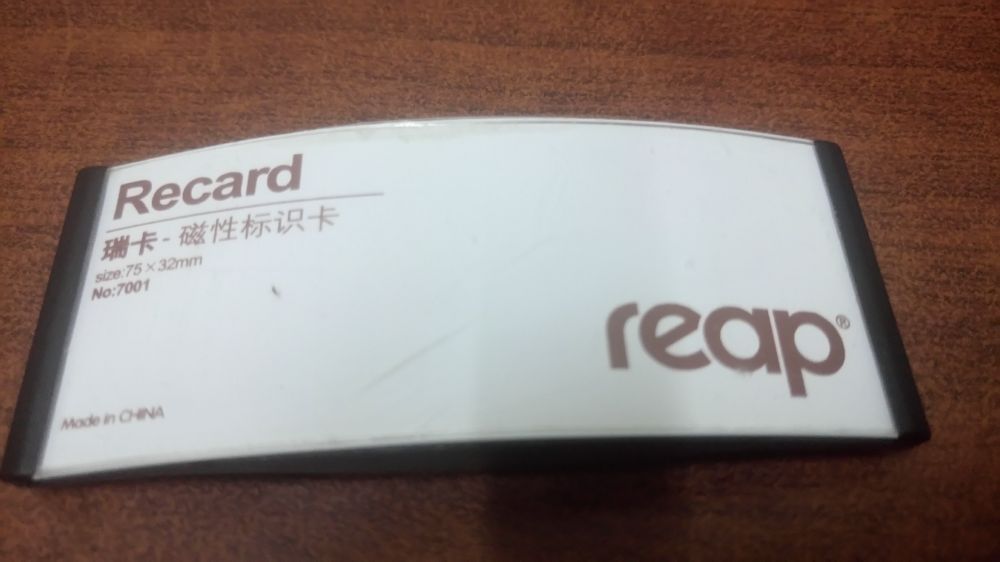 Recard
瑞卡-磁性标识卡
size:75×32mm
No:7001
reap®
Made in CHINA